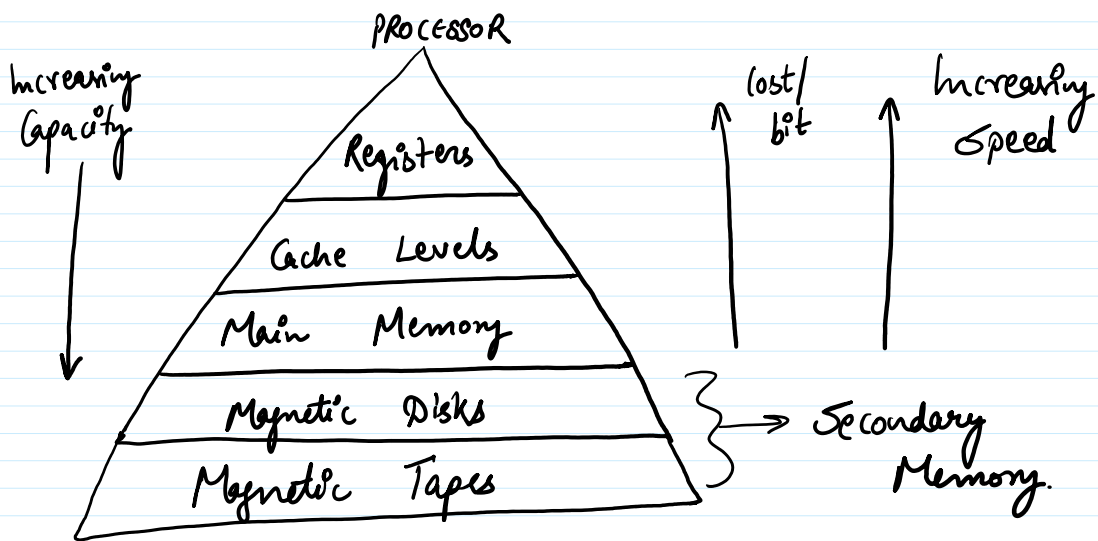 PROCESSOR
Increasing
Capacity
Cost/
bit
Increasing
Speed
Registers
Cache Levels
Main Memory
Magnetic Disks
Magnetic Tapes
Secondary
Memory.